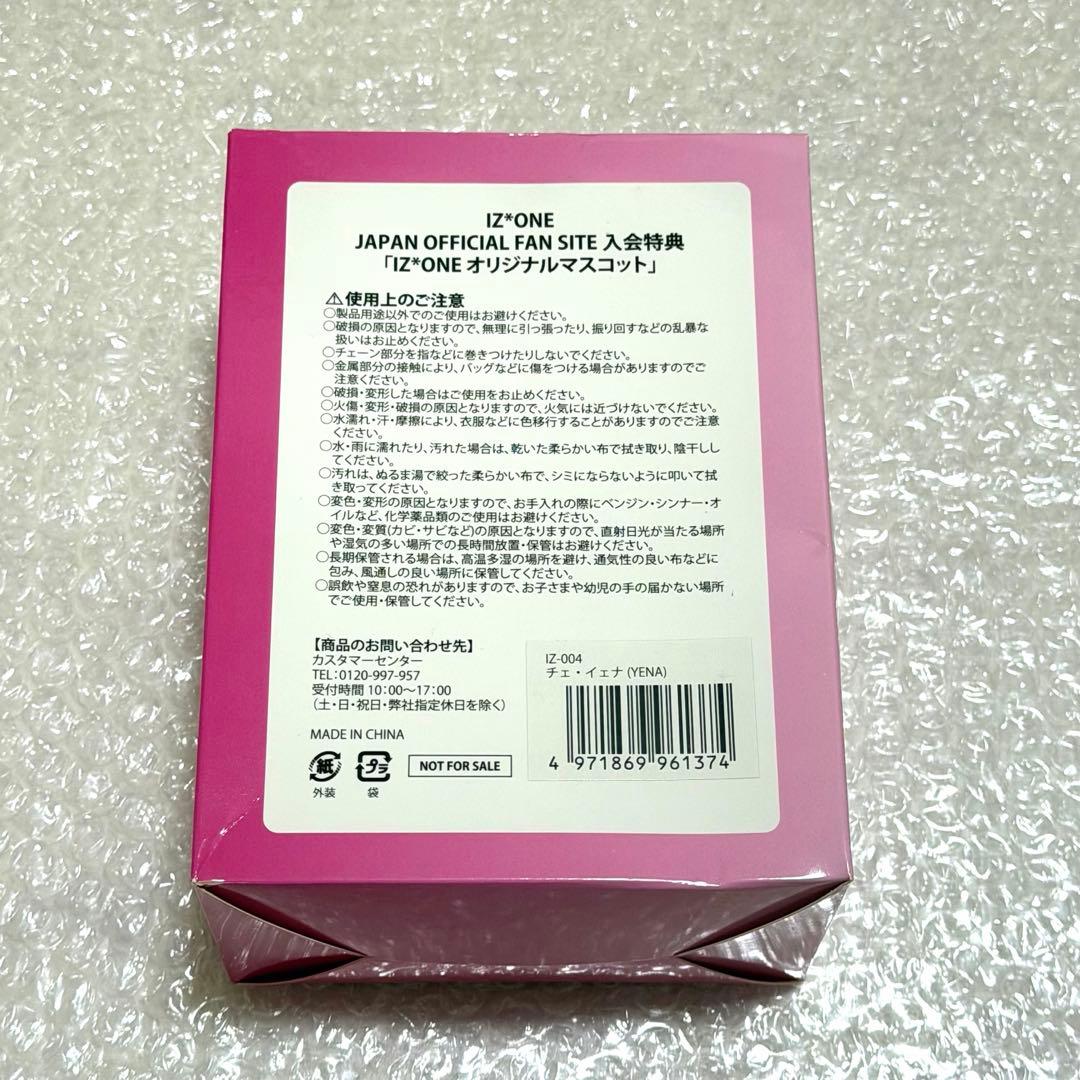 IZ*ONE
JAPAN OFFICIAL FAN SITE 入会特典
「IZ*ONE オリジナルマスコット」
⚠使用上のご注意
○製品用途以外でのご使用はお避けください。
○破損の原因となりますので、無理に引っ張ったり、振り回すなどの乱暴な
扱いはお止めください。
○チェーン部分を指などに巻きつけたりしないでください。
○金属部分の接触により、バッグなどに傷をつける場合がありますのでご
注意ください。
○破損・変形した場合はご使用をお止めください。
○火傷・変形・破損の原因となりますので、火気には近づけないでください。
○水濡れ・汗・摩擦により、衣服などに色移行することがありますのでご注意
ください。
○水・雨に濡れたり、汚れた場合は、乾いた柔らかい布で拭き取り、陰干しし
てください。
○汚れは、ぬるま湯で絞った柔らかい布で、シミにならないように叩いて拭
き取ってください。
○変色・変形の原因となりますので、お手入れの際にベンジン・シンナー・オ
イルなど、化学薬品類のご使用はお避けください。
○変色・変質(カビ・サビなど)の原因となりますので、直射日光が当たる場所
や湿気の多い場所での長時間放置・保管はお避けください。
○長期保管される場合は、高温多湿の場所を避け、通気性の良い布などに
包み、風通しの良い場所に保管してください。
○誤飲や窒息の恐れがありますので、お子さまや幼児の手の届かない場所
でご使用・保管してください。
【商品のお問い合わせ先】
カスタマーセンター
TEL:0120-997-957
受付時間 10:00～17:00
(土・日・祝日・弊社指定休日を除く)
MADE IN CHINA
紙
外装
プラ
袋
NOT FOR SALE
IZ-004
チェ・イェナ (YENA)
4 971869 961374